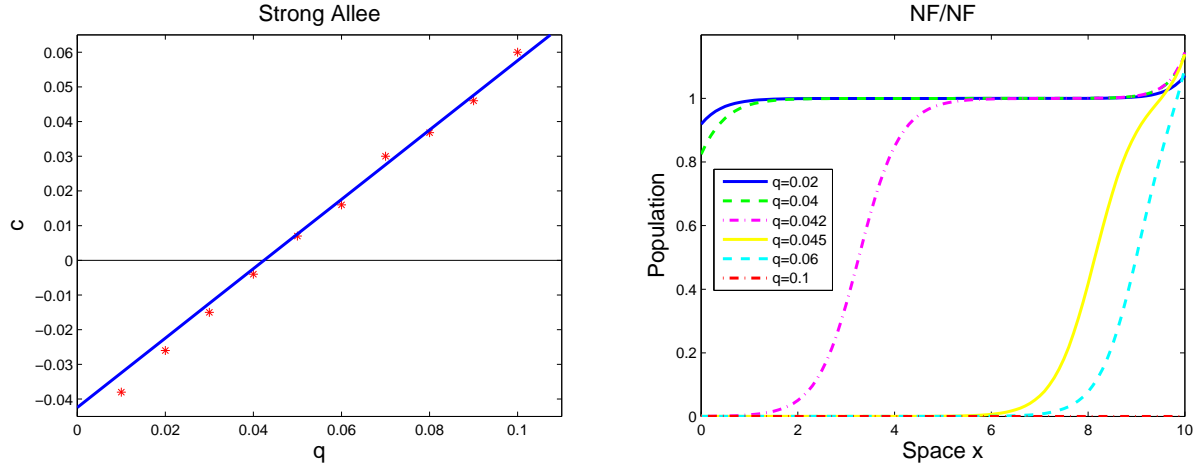 Strong Allee
c
0.06
0.05
0.04
0.03
0.02
0.01
0
−0.01
−0.02
−0.03
−0.04
0
0.02
0.04
0.06
0.08
0.1
q
NF/NF
Population
1
0.8
0.6
0.4
0.2
0
q=0.02
q=0.04
q=0.042
q=0.045
q=0.06
q=0.1
0
2
4
6
8
10
Space x